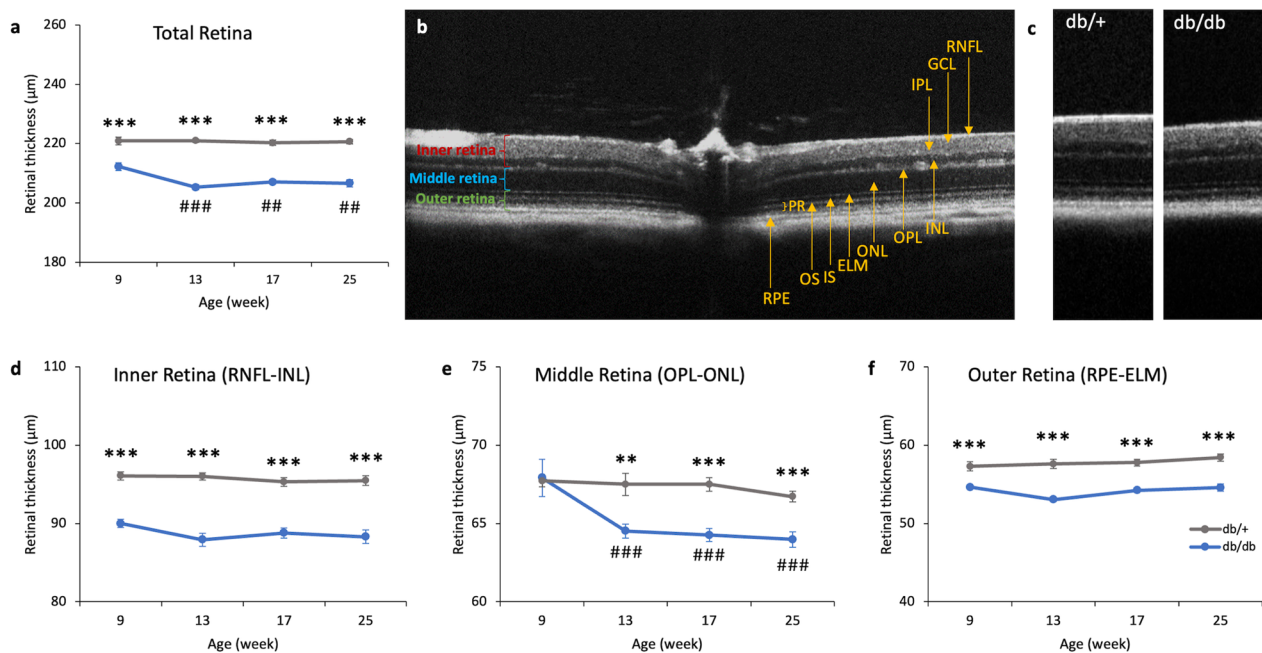 a
Total Retina
Retinal thickness (μm)
260
240
220
200
180
***
***
***
***
###
##
##
9
13
17
25
Age (week)
b
Inner retina
Middle retina
Outer retina
RNFL
GCL
IPL
}PR
INL
OPL
ONL
ELM
IS
OS
RPE
c
db/+
db/db
d
Inner Retina (RNFL-INL)
Retinal thickness (μm)
110
100
90
80
***
***
***
***
9
13
17
25
Age (week)
e
Middle Retina (OPL-ONL)
Retinal thickness (μm)
75
70
65
60
**
***
***
###
###
###
9
13
17
25
Age (week)
f
Outer Retina (RPE-ELM)
Retinal thickness (μm)
70
60
50
40
***
***
***
***
db/+
db/db
9
13
17
25
Age (week)